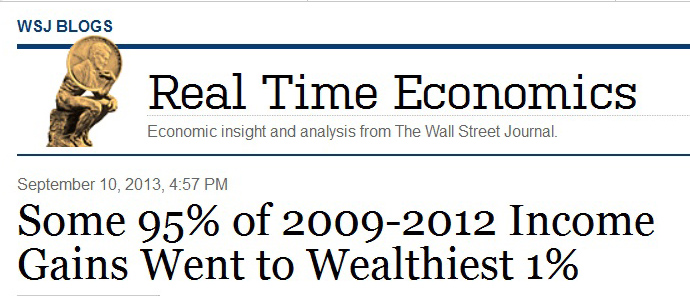 WSJ BLOGS
Real Time Economics
Economic insight and analysis from The Wall Street Journal.
September 10, 2013, 4:57 PM
Some 95% of 2009-2012 Income
Gains Went to Wealthiest 1%